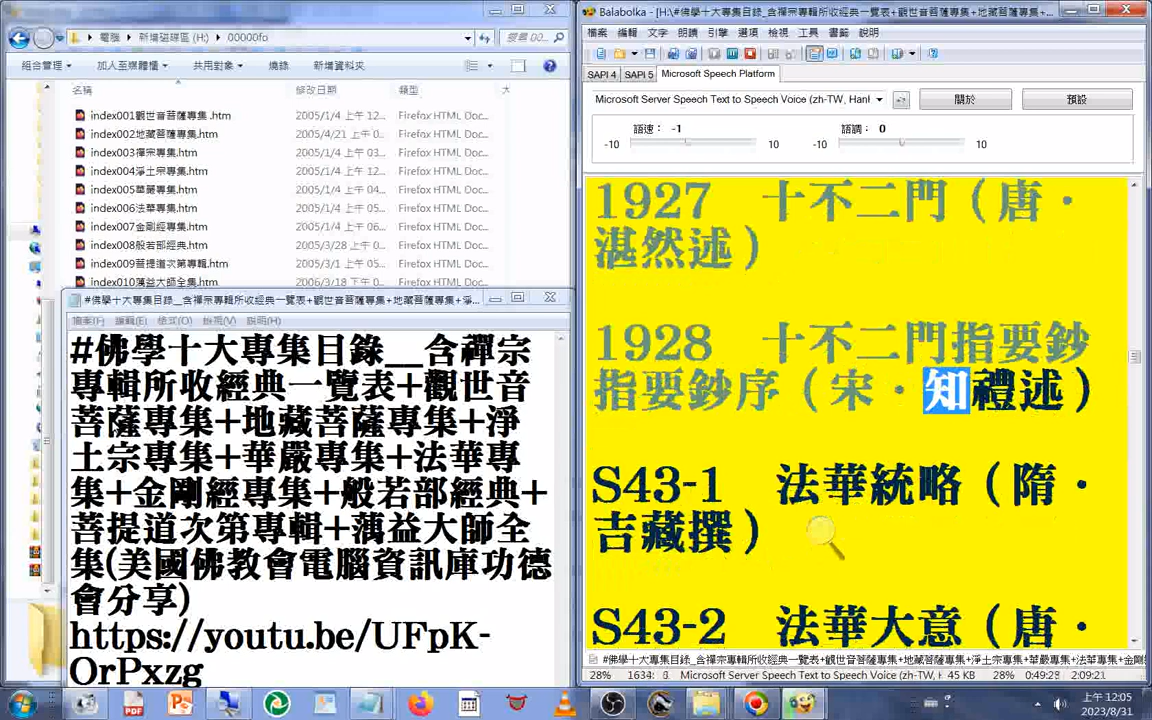 電腦 ▸ 新增磁碟區 (H:) ▸ 00000fo
搜尋 00...
組合管理 加入至媒體櫃 共用對象 燒錄 新增資料夾
名稱 修改日期 類型
index001觀世音菩薩專集 .htm 2005/1/4 上午 12... Firefox HTML Doc...
index002地藏菩薩專集.htm 2005/4/21 上午 0... Firefox HTML Doc...
index003禪宗專集.htm 2005/1/4 上午 03... Firefox HTML Doc...
index004淨土宗專集.htm 2005/1/4 上午 12... Firefox HTML Doc...
index005華嚴專集.htm 2005/1/4 上午 04... Firefox HTML Doc...
index006法華專集.htm 2005/1/4 上午 05... Firefox HTML Doc...
index007金剛經專集.htm 2005/1/4 上午 06... Firefox HTML Doc...
index008般若部經典.htm 2005/3/28 上午 0... Firefox HTML Doc...
index009菩提道次第專輯.htm 2005/3/1 上午 05... Firefox HTML Doc...
index010蕅益大師全集.htm 2006/3/18 下午 0... Firefox HTML Doc...
#佛學十大專集目錄__含禪宗專輯所收經典一覽表+觀世音菩薩專集+地藏菩薩專集+淨...
檔案(F) 編輯(E) 格式(O) 檢視(V) 說明(H)
#佛學十大專集目錄__含禪宗
專輯所收經典一覽表+觀世音
菩薩專集+地藏菩薩專集+淨
土宗專集+華嚴專集+法華專
集+金剛經專集+般若部經典+
菩提道次第專輯+蕅益大師全
集(美國佛教會電腦資訊庫功德
會分享)
https://youtu.be/UFpK-
OrPxzg
Balabolka - [H:\#佛學十大專集目錄_含禪宗專輯所收經典一覽表+觀世音菩薩專集+地藏菩薩專集+...
檔案 編輯 文字 朗讀 引擎 選項 檢視 工具 書籤 說明
SAPI 4 SAPI 5 Microsoft Speech Platform
Microsoft Server Speech Text to Speech Voice (zh-TW, Hanl 關於 預設
語速： -1 語調： 0
-10 10 -10 10
1927 十不二門（唐．
湛然述）
1928 十不二門指要鈔
指要鈔序（宋．知禮述）
S43-1 法華統略（隋．
吉藏撰）
S43-2 法華大意（唐．
#佛學十大專集目錄_含禪宗專輯所收經典一覽表+觀世音菩薩專集+地藏菩薩專集+淨土宗專集+華嚴專集+法華專集+金剛
28% 1634: Microsoft Server Speech Text to Speech Voice (zh-TW, H 45 KB 28% 0:49:28 2:09:21
上午 12:05
2023/8/31